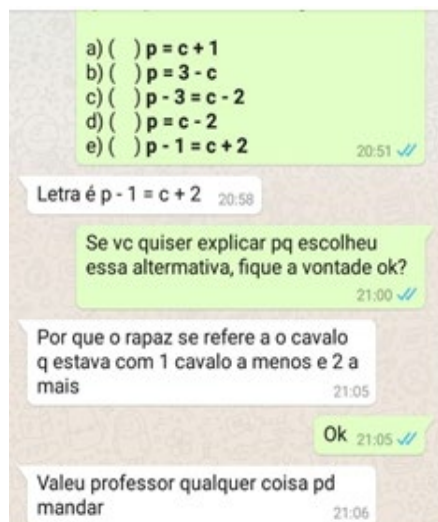 a) ( ) p = c + 1
b) ( ) p = 3 - c
c) ( ) p - 3 = c - 2
d) ( ) p = c - 2
e) ( ) p - 1 = c + 2
20:51
Letra é p - 1 = c + 2 20:58
Se vc quiser explicar pq escolheu
essa altermativa, fique a vontade ok?
21:00
Por que o rapaz se refere a o cavalo
q estava com 1 cavalo a menos e 2 a
mais 21:05
Ok 21:05
Valeu professor qualquer coisa pd
mandar 21:06